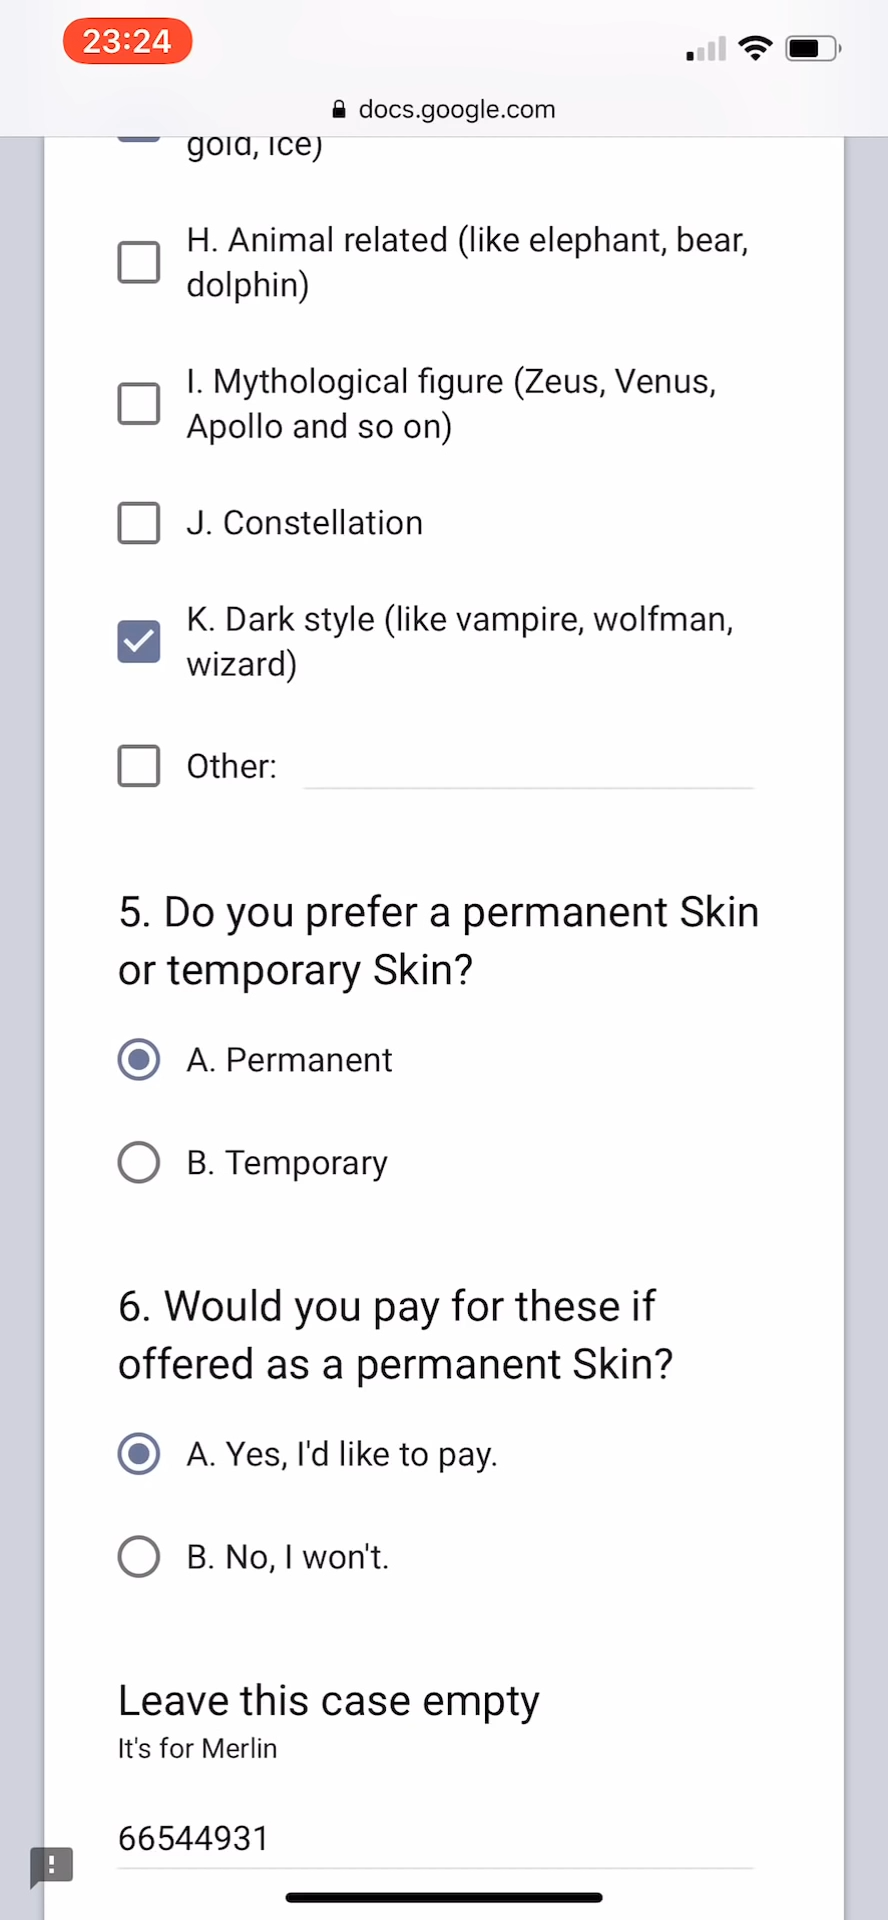 23:24
docs.google.com
gold, ice)
H. Animal related (like elephant, bear,
dolphin)
I. Mythological figure (Zeus, Venus,
Apollo and so on)
J. Constellation
K. Dark style (like vampire, wolfman,
wizard)
Other:
5. Do you prefer a permanent Skin
or temporary Skin?
A. Permanent
B. Temporary
6. Would you pay for these if
offered as a permanent Skin?
A. Yes, I'd like to pay.
B. No, I won't.
Leave this case empty
It's for Merlin
66544931